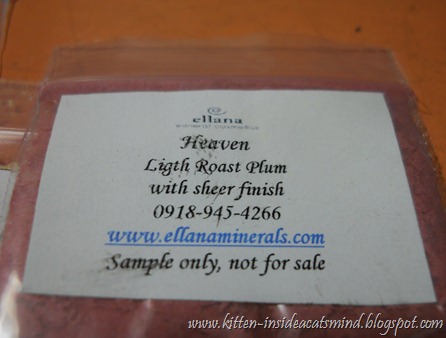 ellana
mineral cosmetics
Heaven
Ligth Roast Plum
with sheer finish
0918-945-4266
www.ellanaminerals.com
Sample only, not for sale
www.kitten-insideacatsmind.blogspot.com